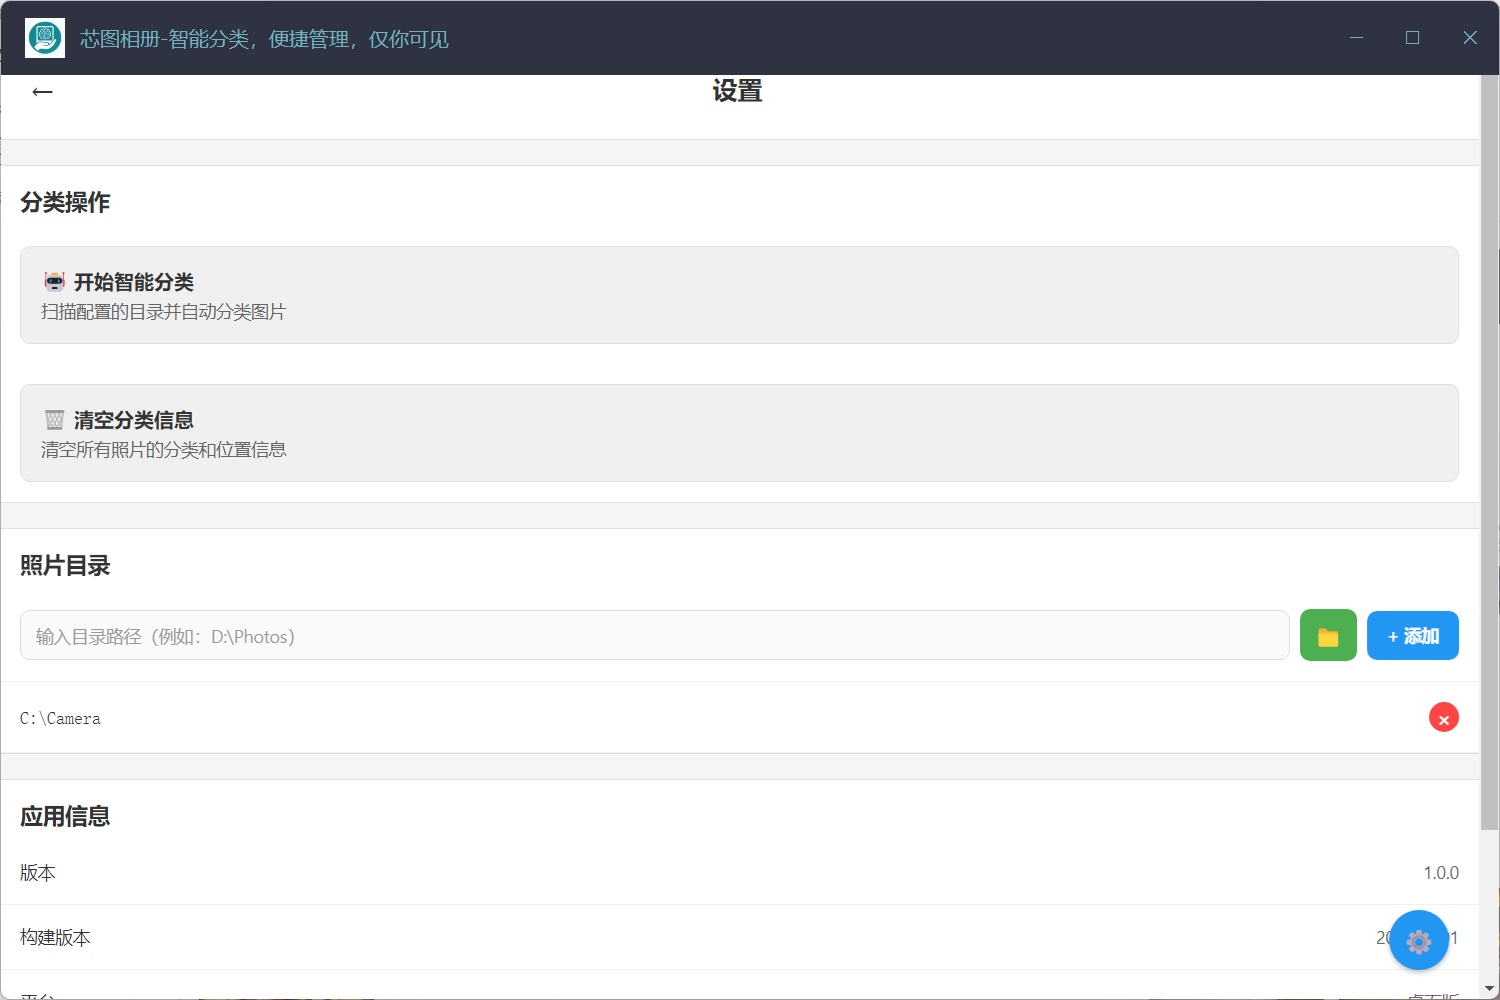 芯图相册-智能分类，便捷管理，仅你可见
设置
分类操作
开始智能分类
扫描配置的目录并自动分类图片
清空分类信息
清空所有照片的分类和位置信息
照片目录
输入目录路径（例如：D:\Photos）
+ 添加
C:\Camera
应用信息
版本
1.0.0
构建版本